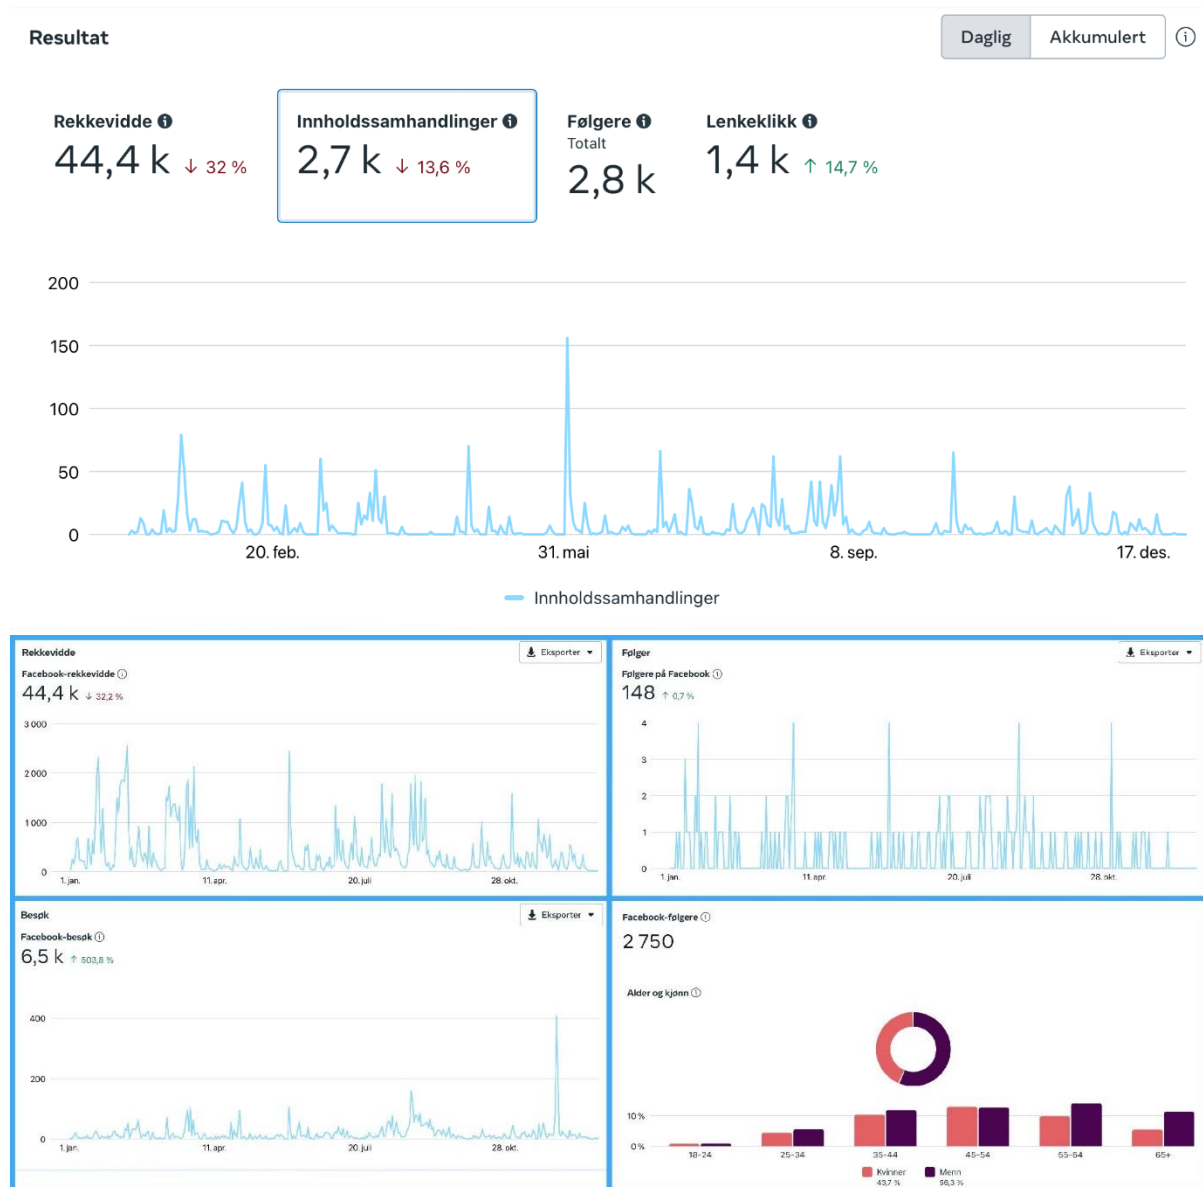 Resultat
Daglig Akkumulert
Rekkevidde Innholdssamhandlinger Følgere Lenkeklikk
Totalt
44,4 k ↓ 32 % 2,7 k ↓ 13,6 % 2,8 k 1,4 k ↑ 14,7 %
200
150
100
50
0
20. feb. 31. mai 8. sep. 17. des.
Innholdssamhandlinger
Rekkevidde Eksporter
Facebook-rekkevidde
44,4 k ↓ 32,2 %
3 000
2 000
1 000
0
1. jan. 11. apr. 20. juli 28. okt.
Følger Eksporter
Følgere på Facebook
148 ↑ 0,7 %
4
3
2
1
0
1. jan. 11. apr. 20. juli 28. okt.
Besøk Eksporter
Facebook-besøk
6,5 k ↑ 503,8 %
400
200
0
1. jan. 11. apr. 20. juli 28. okt.
Facebook-følgere
2 750
Alder og kjønn
10 %
0 %
18-24 25-34 35-44 45-54 55-64 65+
Kvinner Menn
43,7 % 56,3 %